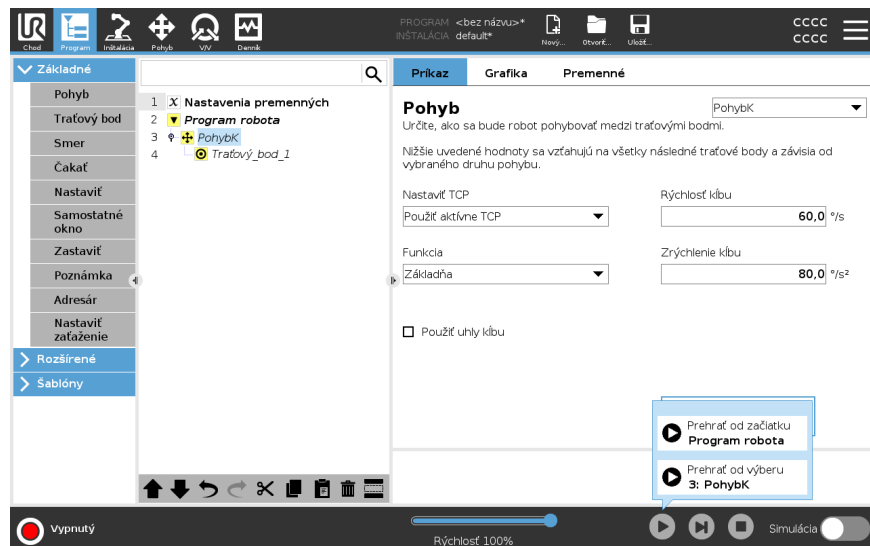 PROGRAM <bez názvu>*
INŠTALÁCIA default*
Chod
Program
Inštalácia
Pohyb
V/V
Denník
Nový...
Otvoriť...
Uložiť...
CCCC
CCCC
Základné
Pohyb
Traťový bod
Smer
Čakať
Nastaviť
Samostatné
okno
Zastaviť
Poznámka
Adresár
Nastaviť
zaťaženie
Rozšírené
Šablóny
1 X Nastavenia premenných
2 Program robota
3 PohybK
4 Traťový_bod_1
Príkaz
Grafika
Premenné
Pohyb
PohybK
Určite, ako sa bude robot pohybovať medzi traťovými bodmi.
Nižšie uvedené hodnoty sa vzťahujú na všetky následné traťové body a závisia od
vybraného druhu pohybu.
Nastaviť TCP
Rýchlosť kĺbu
Použiť aktívne TCP
60,0 °/s
Funkcia
Zrýchlenie kĺbu
Základňa
80,0 °/s²
Použiť uhly kĺbu
Prehrať od začiatku
Program robota
Prehrať od výberu
3: PohybK
Vypnutý
Rýchlosť 100%
Simulácia